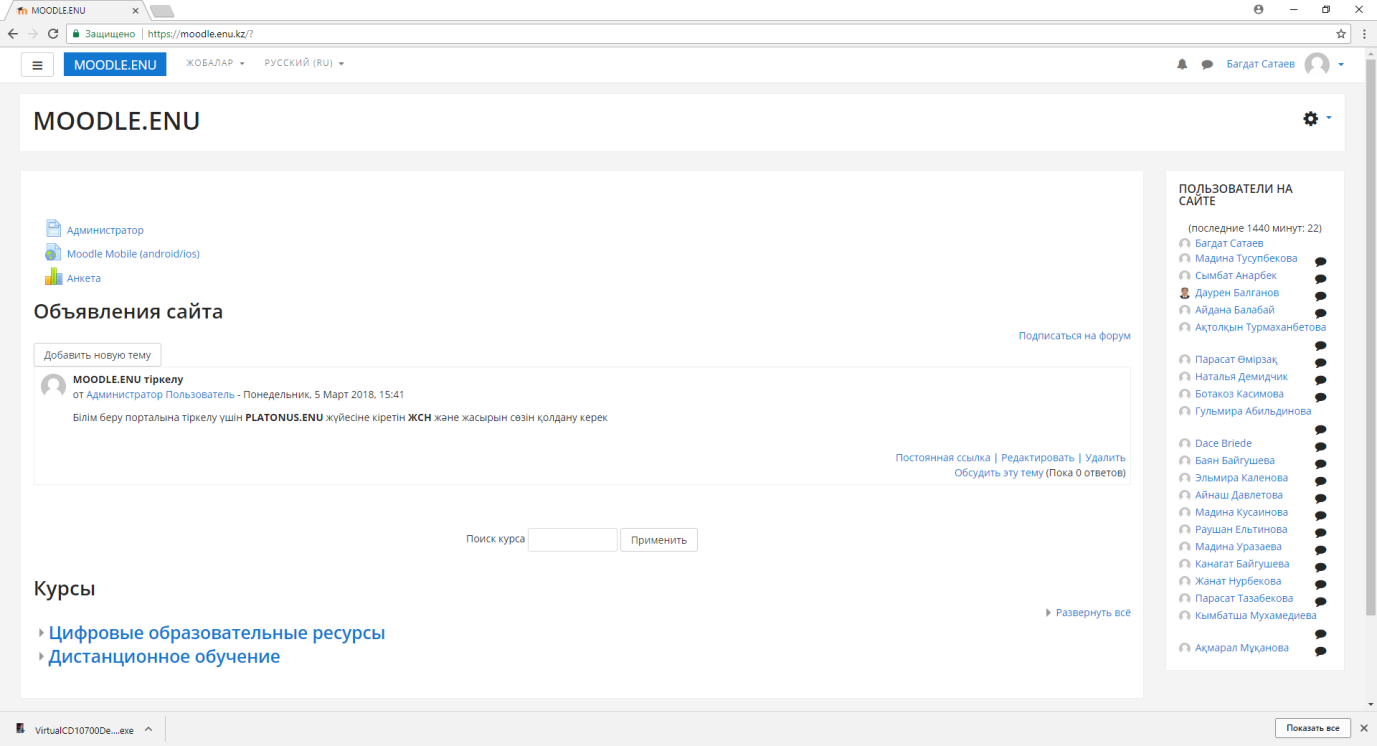 MOODLE.ENU
Защищено https://moodle.enu.kz/?
MOODLE.ENU ЖОБАЛАР РУССКИЙ (RU) Багдат Сатаев
MOODLE.ENU
Администратор
Moodle Mobile (android/ios)
Анкета
Объявления сайта
Подписаться на форум
Добавить новую тему
MOODLE.ENU тіркелу
от Администратор Пользователь - Понедельник, 5 Март 2018, 15:41
Білім беру порталына тіркелу үшін PLATONUS.ENU жүйесіне кіретін ЖСН және жасырын сөзін қолдану керек
Постоянная ссылка | Редактировать | Удалить
Обсудить эту тему (Пока 0 ответов)
Поиск курса Применить
Курсы
Развернуть всё
Цифровые образовательные ресурсы
Дистанционное обучение
ПОЛЬЗОВАТЕЛИ НА
САЙТЕ
(последние 1440 минут: 22)
Багдат Сатаев
Мадина Тусупбекова
Сымбат Анарбек
Даурен Балганов
Айдана Балабай
Ақтолқын Турмаханбетова
Парасат Өмірзақ
Наталья Демидчик
Ботакоз Касимова
Гульмира Абильдинова
Dace Briede
Баян Байгушева
Эльмира Каленова
Айнаш Давлетова
Мадина Кусаинова
Раушан Ельтинова
Мадина Уразаева
Канагат Байгушева
Жанат Нурбекова
Парасат Тазабекова
Кымбатша Мухамедиева
Ақмарал Мұқанова
VirtualCD10700De....exe Показать все